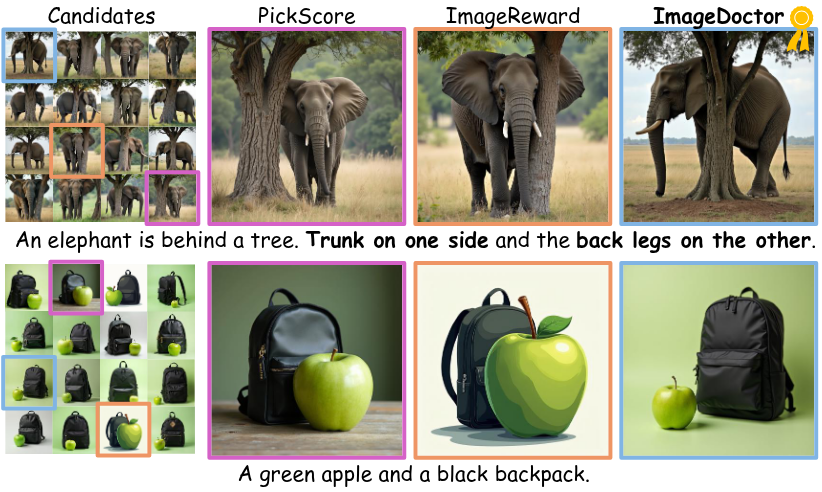 Candidates PickScore ImageReward ImageDoctor
An elephant is behind a tree. Trunk on one side and the back legs on the other.
A green apple and a black backpack.